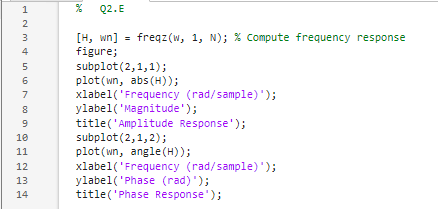 1 % Q2.E
2
3 [H, wn] = freqz(w, 1, N); % Compute frequency response
4 figure;
5 subplot(2,1,1);
6 plot(wn, abs(H));
7 xlabel('Frequency (rad/sample)');
8 ylabel('Magnitude');
9 title('Amplitude Response');
10 subplot(2,1,2);
11 plot(wn, angle(H));
12 xlabel('Frequency (rad/sample)');
13 ylabel('Phase (rad)');
14 title('Phase Response');